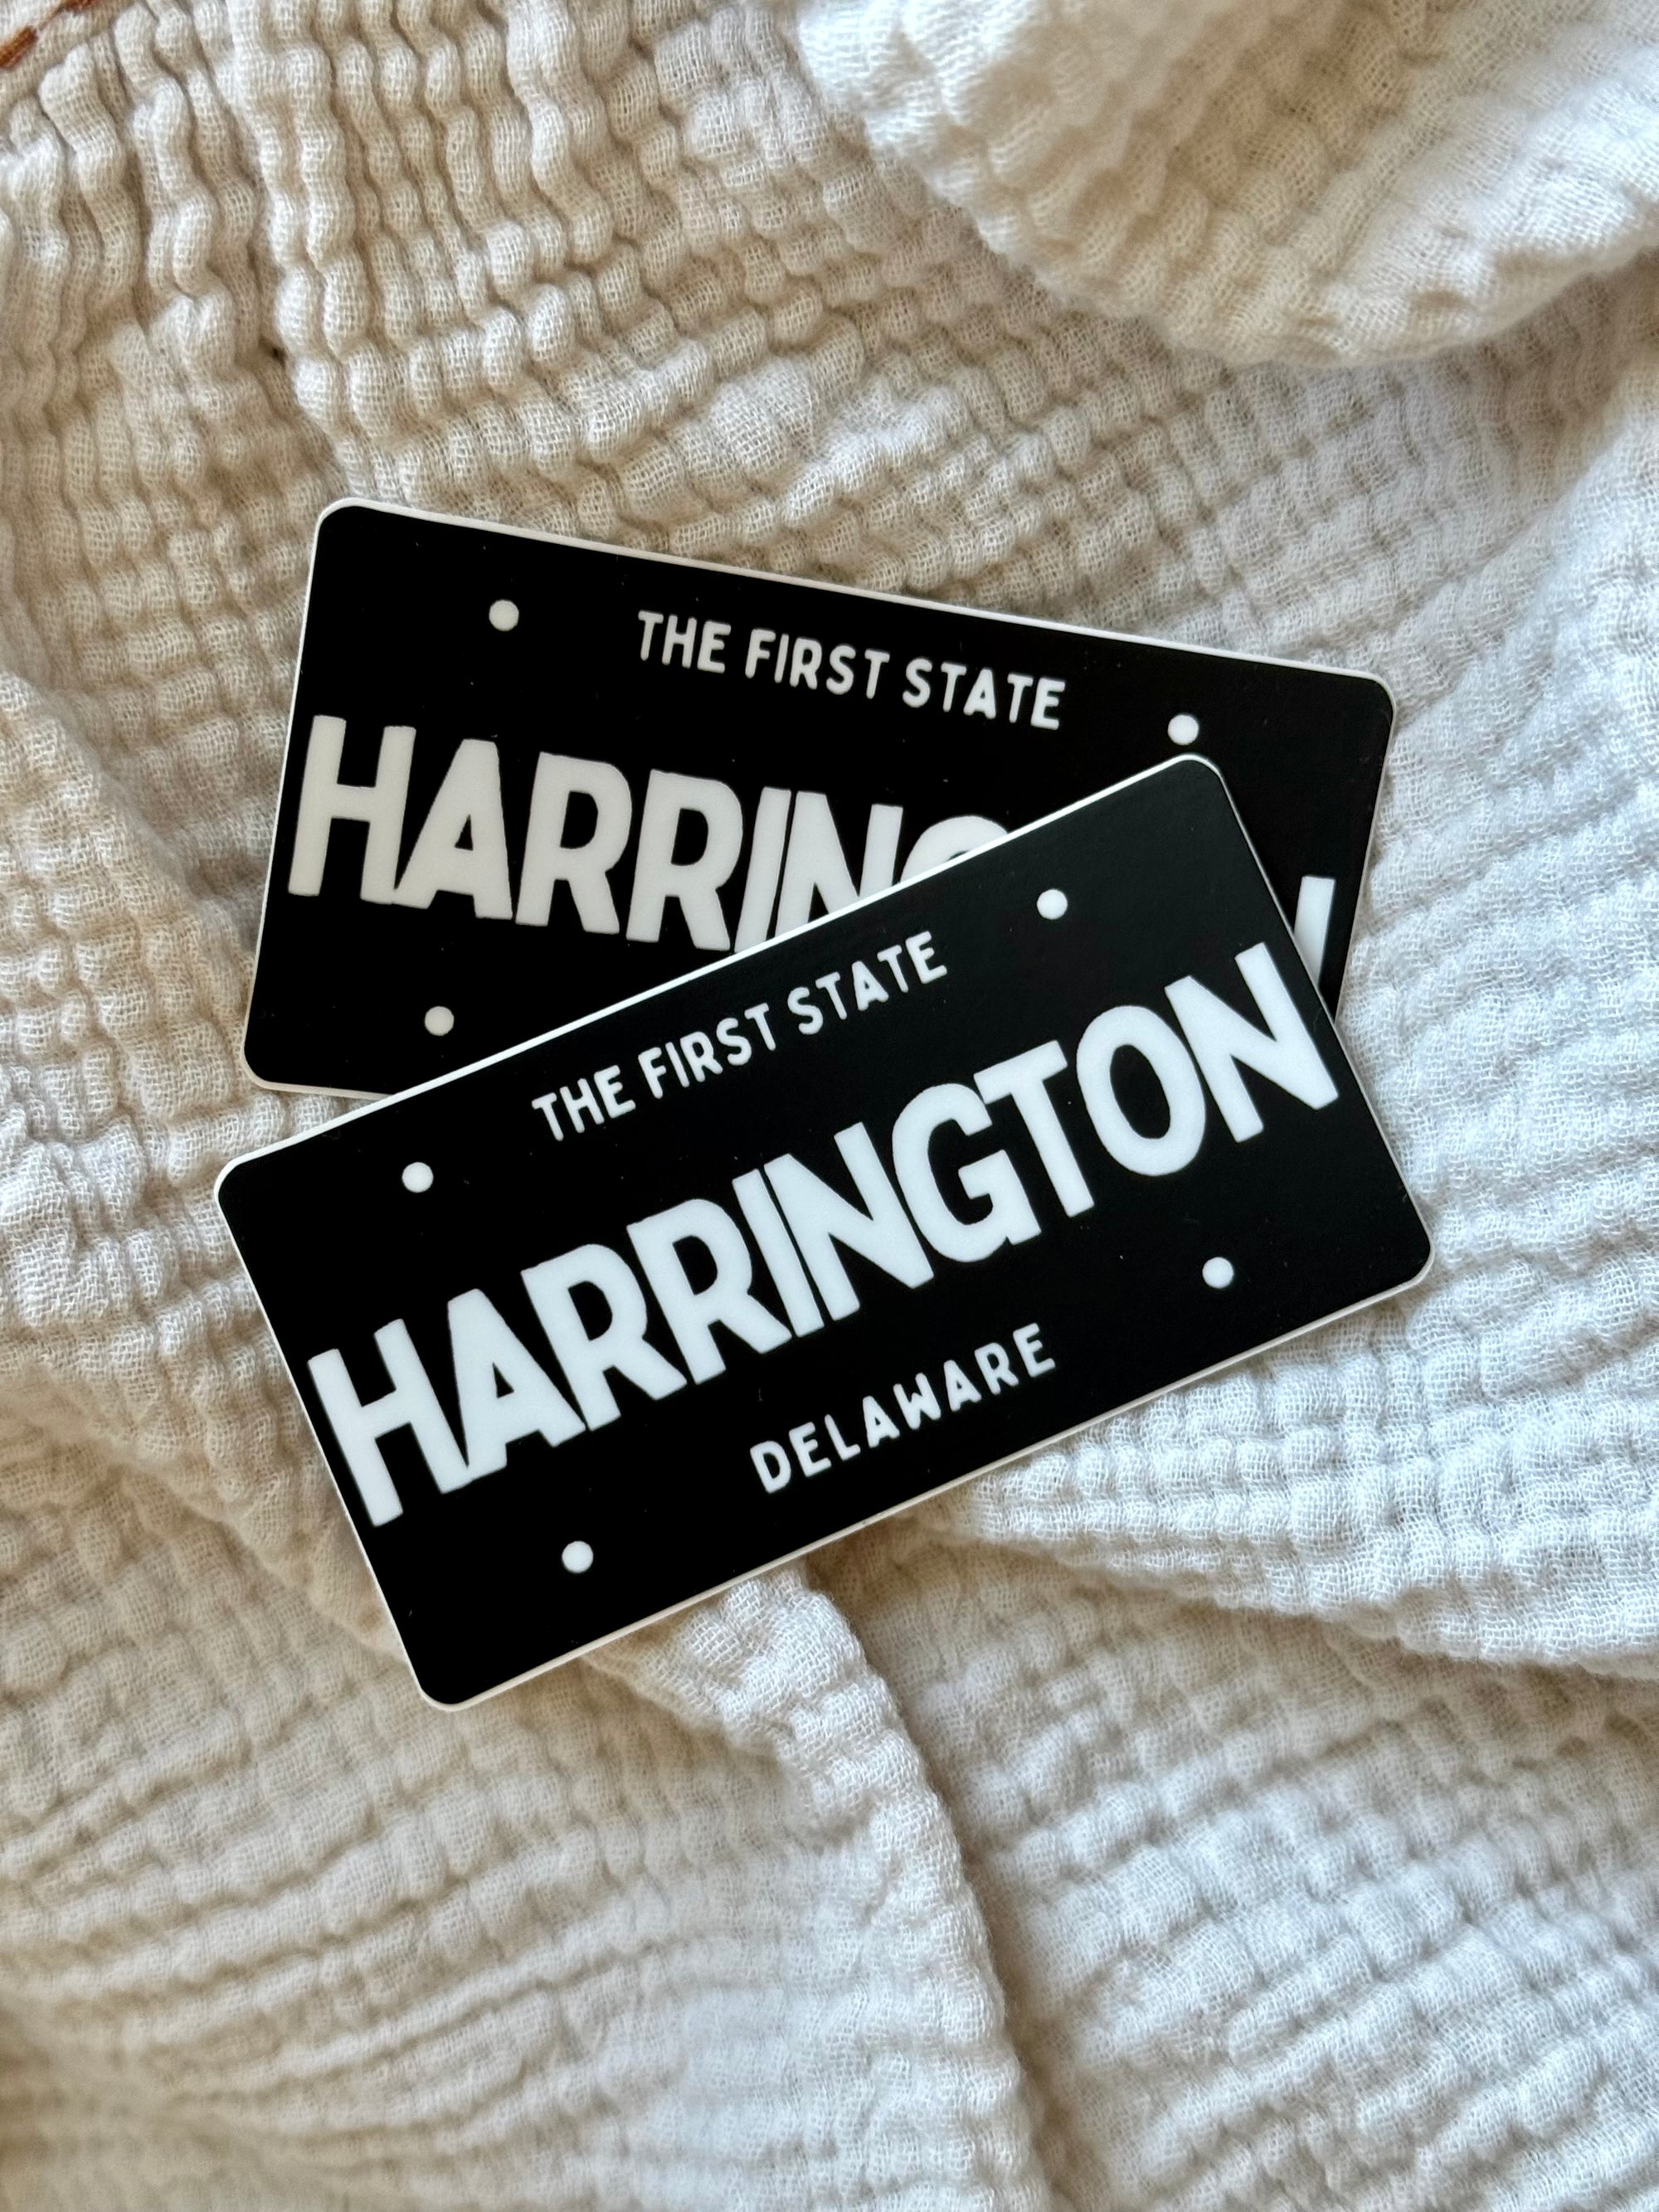 THE FIRST STATE
THE FIRST STATE
HARRINGTON
DELAWARE